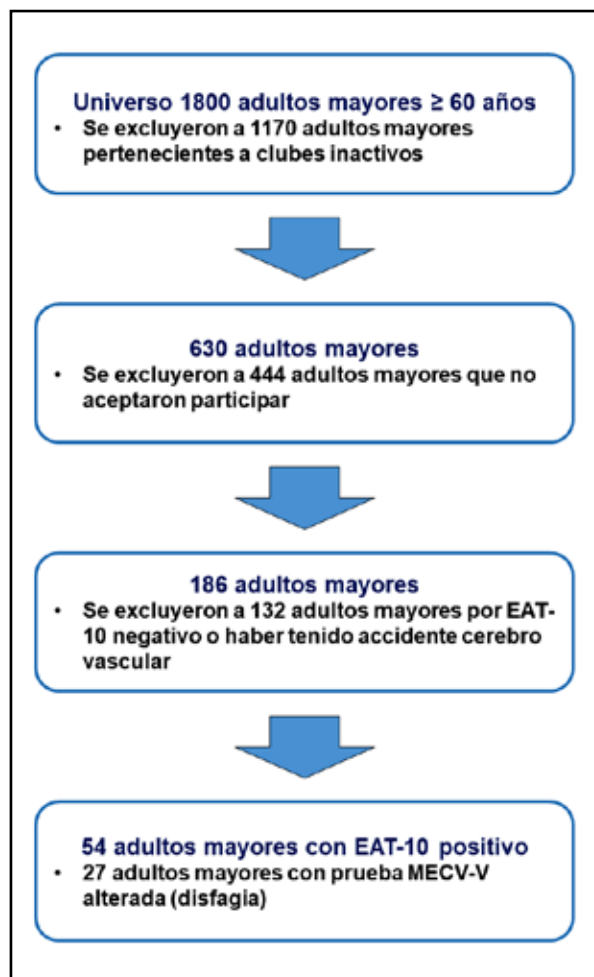 Universo 1800 adultos mayores ≥ 60 años
• Se excluyeron a 1170 adultos mayores
pertenecientes a clubes inactivos
630 adultos mayores
• Se excluyeron a 444 adultos mayores que no
aceptaron participar
186 adultos mayores
• Se excluyeron a 132 adultos mayores por EAT-
10 negativo o haber tenido accidente cerebro
vascular
54 adultos mayores con EAT-10 positivo
• 27 adultos mayores con prueba MECV-V
alterada (disfagia)